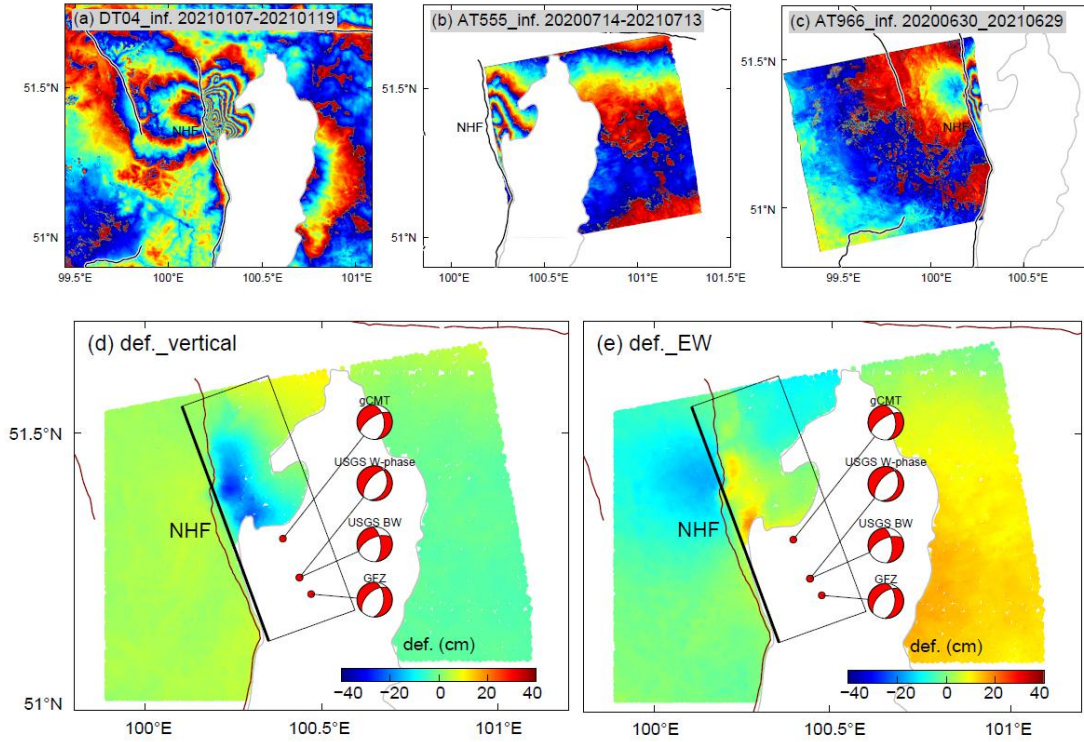 (a) DT04_inf. 20210107-20210119
(b) AT555_inf. 20200714-20210713
(c) AT966_inf. 20200630_20210629
51.5°N
51°N
NHF
99.5°E
100°E
100.5°E
101°E
51.5°N
51°N
NHF
100°E
100.5°E
101°E
101.5°E
51.5°N
51°N
NHF
99.5°E
100°E
100.5°E
(d) def._vertical
gCMT
USGS W-phase
USGS BW
GFZ
NHF
def. (cm)
−40 −20 0 20 40
51.5°N
51°N
100°E
100.5°E
101°E
(e) def._EW
gCMT
USGS W-phase
USGS BW
GFZ
NHF
def. (cm)
−40 −20 0 20 40
100°E
100.5°E
101°E